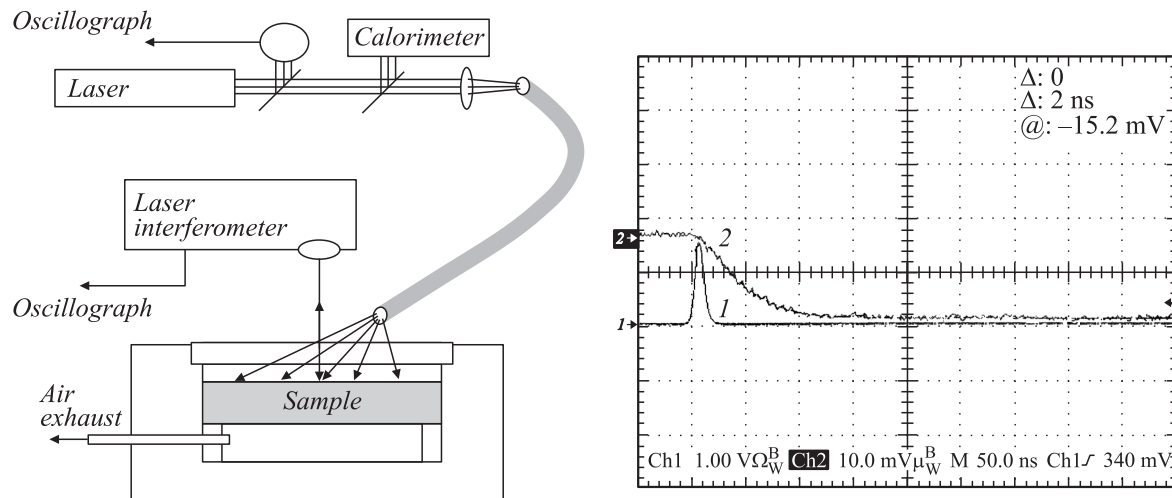 Oscillograph
Calorimeter
Laser
Laser
interferometer
Oscillograph
Air
exhaust
Sample
Δ: 0
Δ: 2 ns
@: –15.2 mV
2
2
1
1
Ch1 1.00 VΩ B W Ch2 10.0 mVμ B W M 50.0 ns Ch1 340 mV